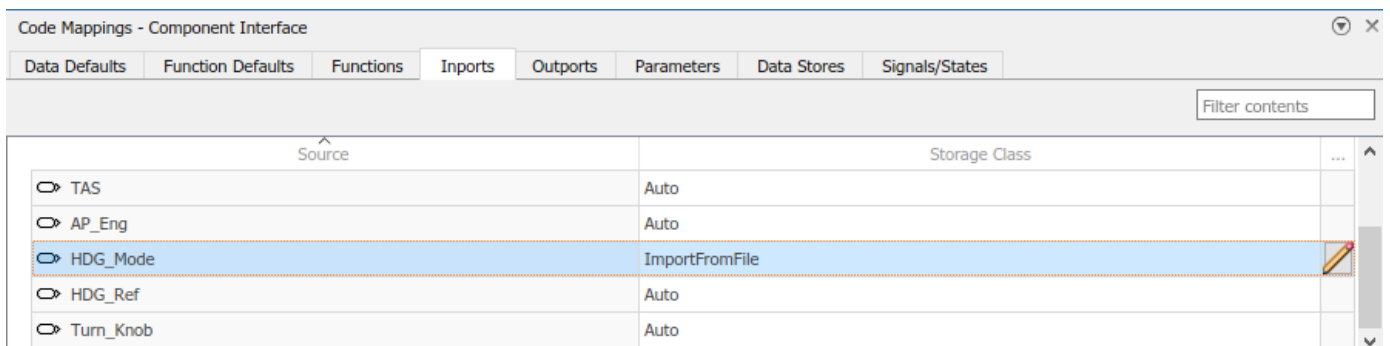 Code Mappings - Component Interface
Data Defaults Function Defaults Functions Inports Outports Parameters Data Stores Signals/States
Filter contents
Source Storage Class ...
TAS Auto
AP_Eng Auto
HDG_Mode ImportFromFile
HDG_Ref Auto
Turn_Knob Auto